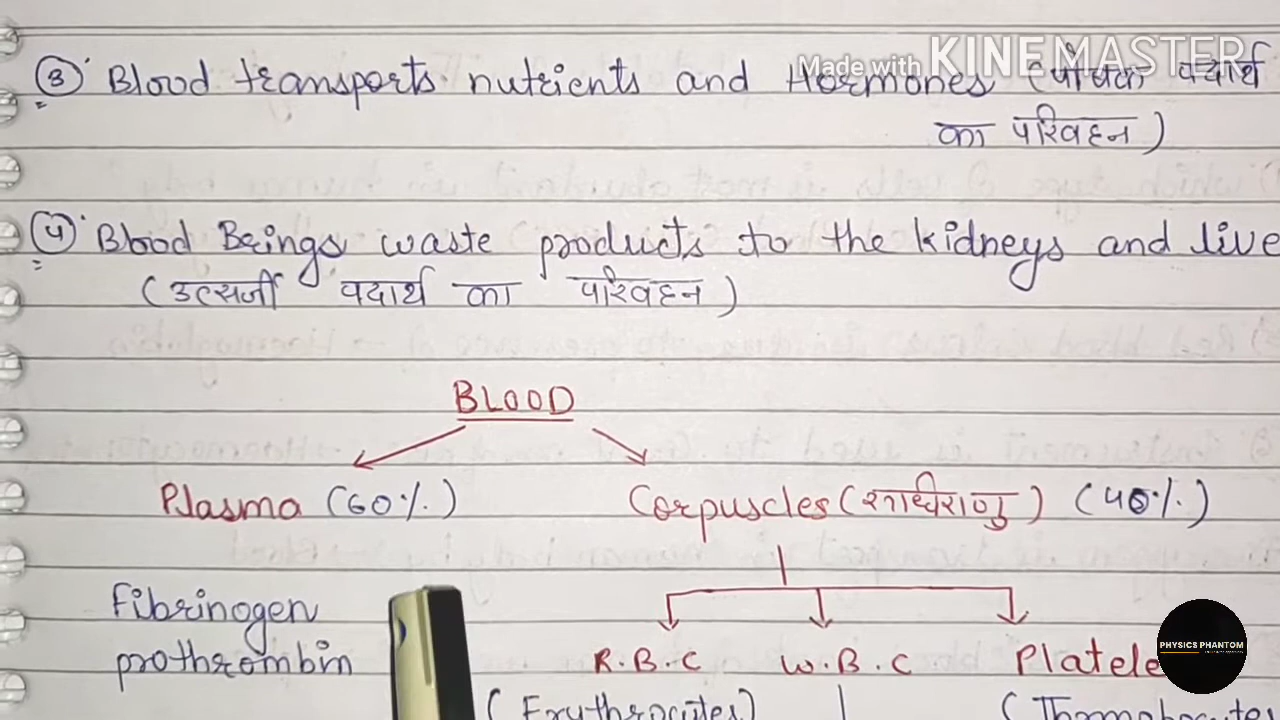 Made with KINEMASTER
③ Blood transports nutrients and Hormones (पोषक पदार्थ
का परिवहन)
④ Blood Brings waste products to the kidneys and live
(उत्सर्जी पदार्थ का परिवहन)
BLOOD
Plasma (60%) Corpuscles (रुधिराणु) (40%)
Fibrinogen
prothrombin
R.B.C W.B.C Platele
(Erythrocytes) (Thrombocytes
PHYSICS PHANTOM